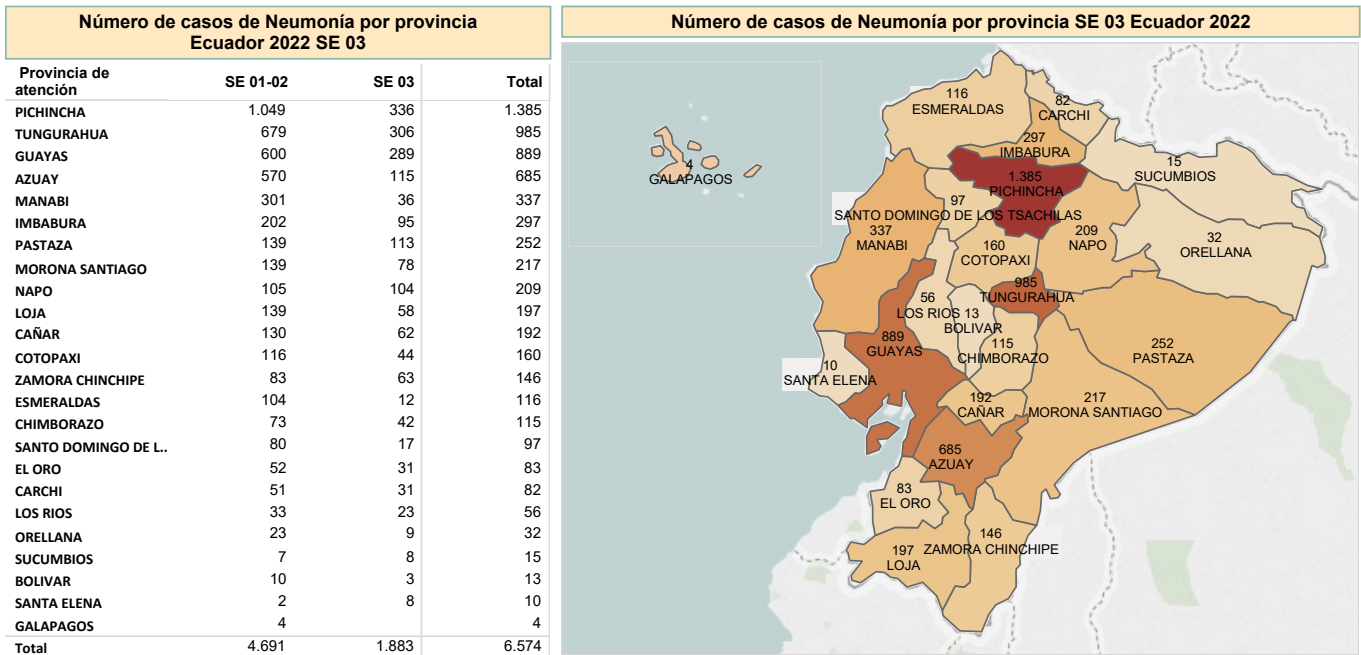 Número de casos de Neumonía por provincia
Ecuador 2022 SE 03
Provincia de
atención SE 01-02 SE 03 Total
PICHINCHA 1.049 336 1.385
TUNGURAHUA 679 306 985
GUAYAS 600 289 889
AZUAY 570 115 685
MANABI 301 36 337
IMBABURA 202 95 297
PASTAZA 139 113 252
MORONA SANTIAGO 139 78 217
NAPO 105 104 209
LOJA 139 58 197
CAÑAR 130 62 192
COTOPAXI 116 44 160
ZAMORA CHINCHIPE 83 63 146
ESMERALDAS 104 12 116
CHIMBORAZO 73 42 115
SANTO DOMINGO DE L.. 80 17 97
EL ORO 52 31 83
CARCHI 51 31 82
LOS RIOS 33 23 56
ORELLANA 23 9 32
SUCUMBIOS 7 8 15
BOLIVAR 10 3 13
SANTA ELENA 2 8 10
GALAPAGOS 4 4
Total 4.691 1.883 6.574
Número de casos de Neumonía por provincia SE 03 Ecuador 2022
116
ESMERALDAS
82
CARCHI
297
IMBABURA
15
SUCUMBIOS
4
GALAPAGOS
1.385
PICHINCHA
97
SANTO DOMINGO DE LOS TSACHILAS
337
MANABI
209
NAPO
32
ORELLANA
160
COTOPAXI
985
TUNGURAHUA
56
LOS RIOS
13
BOLIVAR
889
GUAYAS
115
CHIMBORAZO
252
PASTAZA
10
SANTA ELENA
192
CAÑAR
217
MORONA SANTIAGO
685
AZUAY
83
EL ORO
146
ZAMORA CHINCHIPE
197
LOJA